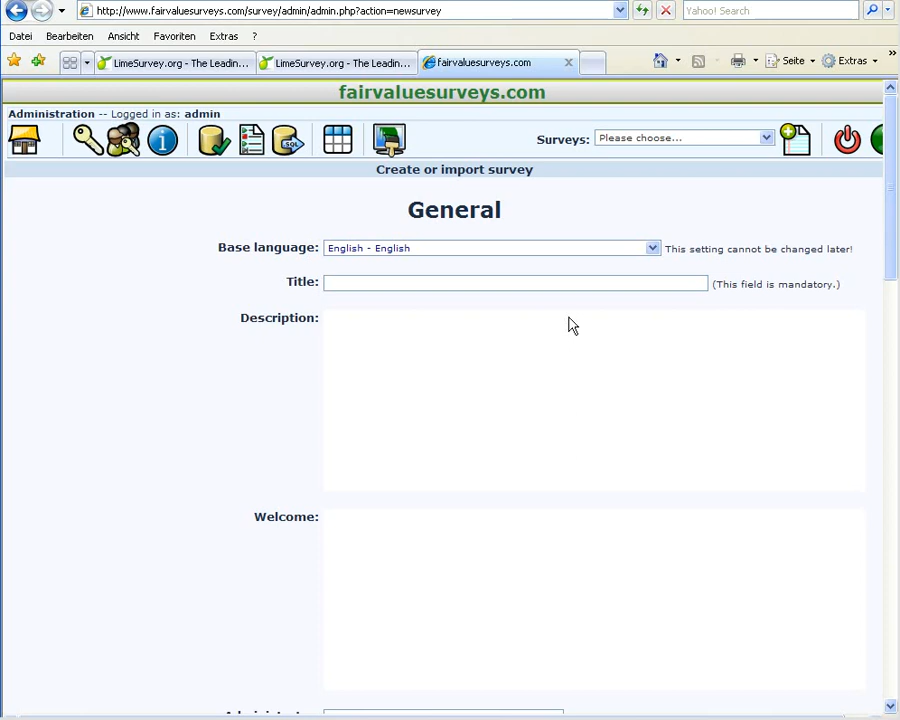 http://www.fairvaluesurveys.com/survey/admin/admin.php?action=newsurvey
Yahoo! Search
Datei Bearbeiten Ansicht Favoriten Extras ?
LimeSurvey.org - The Leadin... LimeSurvey.org - The Leadin... fairvaluesurveys.com Seite Extras
fairvaluesurveys.com
Administration -- Logged in as: admin
SQL
Surveys: Please choose...
Create or import survey
General
Base language: English - English This setting cannot be changed later!
Title: (This field is mandatory.)
Description:
Welcome: